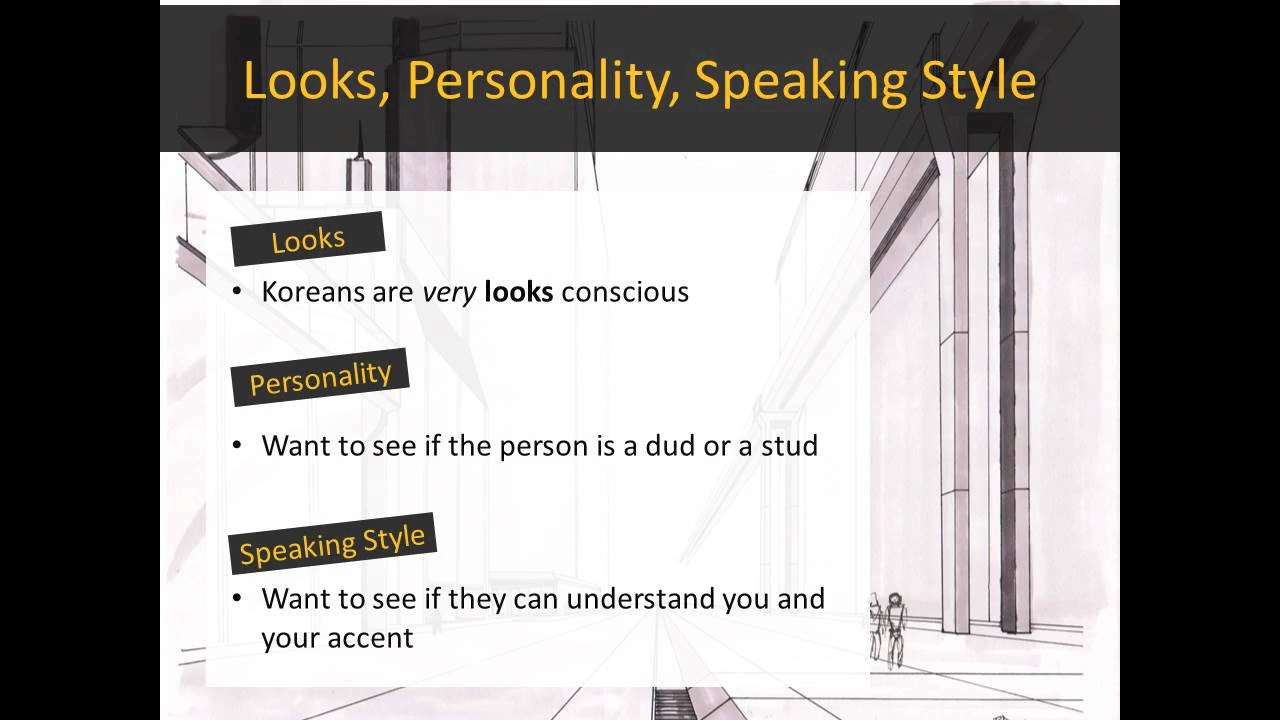 Looks, Personality, Speaking Style
Looks
• Koreans are very looks conscious
Personality
• Want to see if the person is a dud or a stud
Speaking Style
• Want to see if they can understand you and
your accent